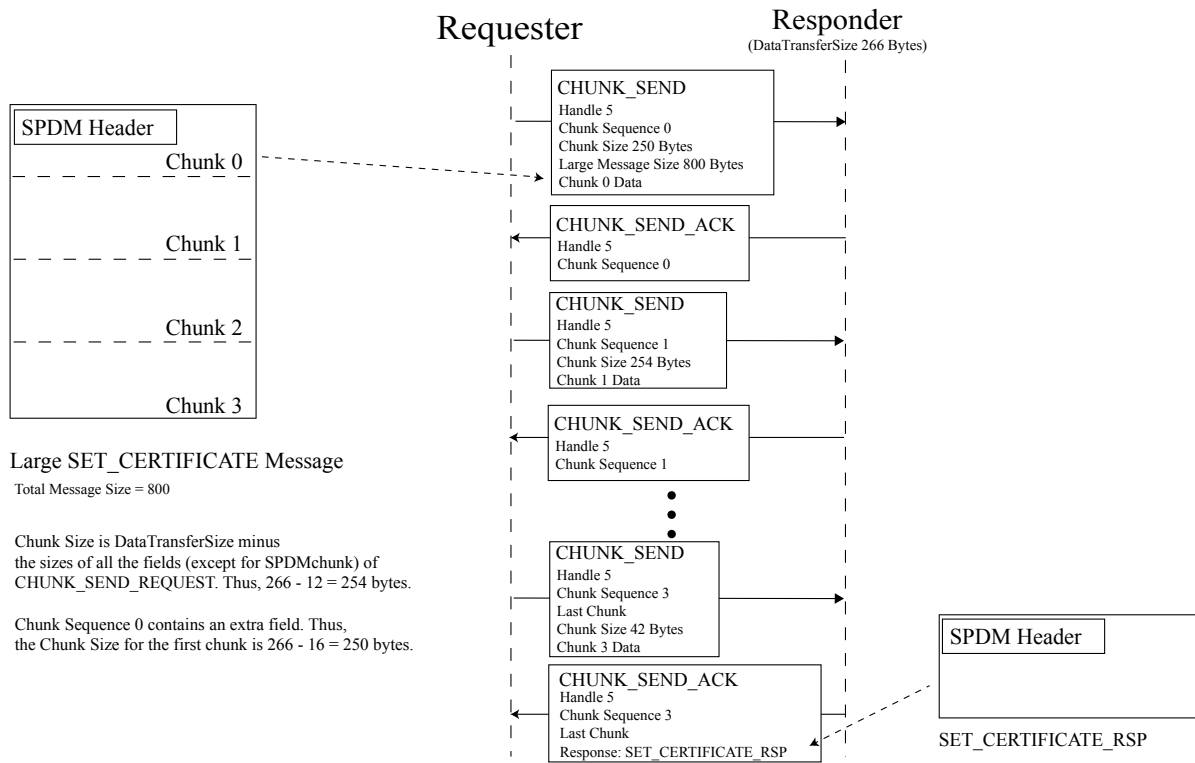 Requester
Responder
(DataTransferSize 266 Bytes)
SPDM Header
Chunk 0
Chunk 1
Chunk 2
Chunk 3
Large SET_CERTIFICATE Message
Total Message Size = 800
Chunk Size is DataTransferSize minus
the sizes of all the fields (except for SPDMchunk) of
CHUNK_SEND_REQUEST. Thus, 266 - 12 = 254 bytes.
Chunk Sequence 0 contains an extra field. Thus,
the Chunk Size for the first chunk is 266 - 16 = 250 bytes.
CHUNK_SEND
Handle 5
Chunk Sequence 0
Chunk Size 250 Bytes
Large Message Size 800 Bytes
Chunk 0 Data
CHUNK_SEND_ACK
Handle 5
Chunk Sequence 0
CHUNK_SEND
Handle 5
Chunk Sequence 1
Chunk Size 254 Bytes
Chunk 1 Data
CHUNK_SEND_ACK
Handle 5
Chunk Sequence 1
CHUNK_SEND
Handle 5
Chunk Sequence 3
Last Chunk
Chunk Size 42 Bytes
Chunk 3 Data
CHUNK_SEND_ACK
Handle 5
Chunk Sequence 3
Last Chunk
Response: SET_CERTIFICATE_RSP
SPDM Header
SET_CERTIFICATE_RSP